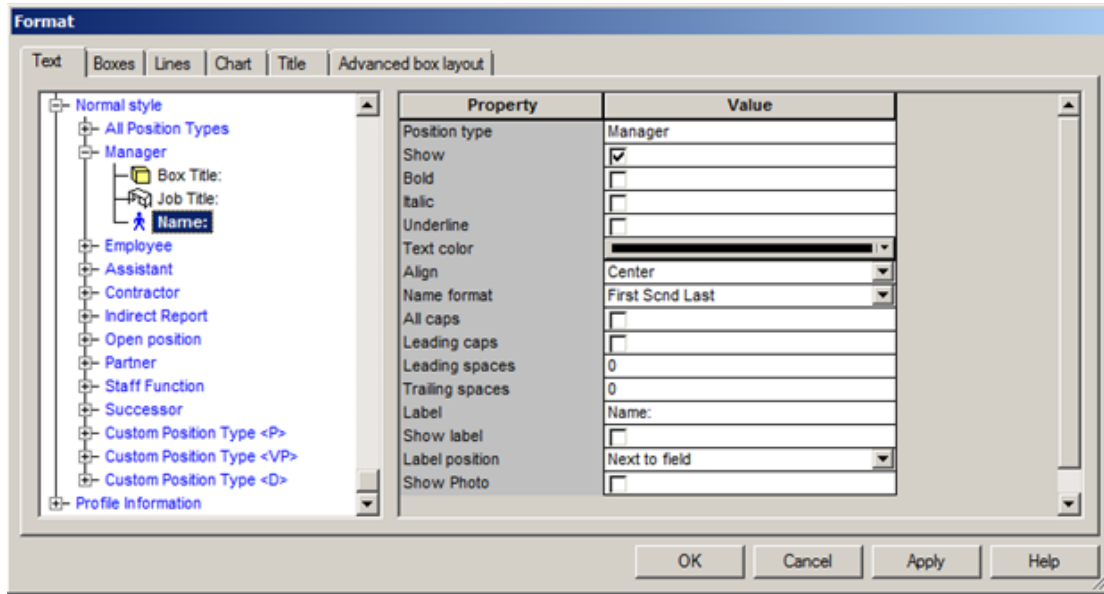 Format
Text Boxes Lines Chart Title Advanced box layout
Normal style
All Position Types
Manager
Box Title:
Job Title:
Name:
Employee
Assistant
Contractor
Indirect Report
Open position
Partner
Staff Function
Successor
Custom Position Type <P>
Custom Position Type <VP>
Custom Position Type <D>
Profile Information
Property Value
Position type Manager
Show
Bold
Italic
Underline
Text color
Align Center
Name format First Scnd Last
All caps
Leading caps
Leading spaces 0
Trailing spaces 0
Label Name:
Show label
Label position Next to field
Show Photo
OK Cancel Apply Help